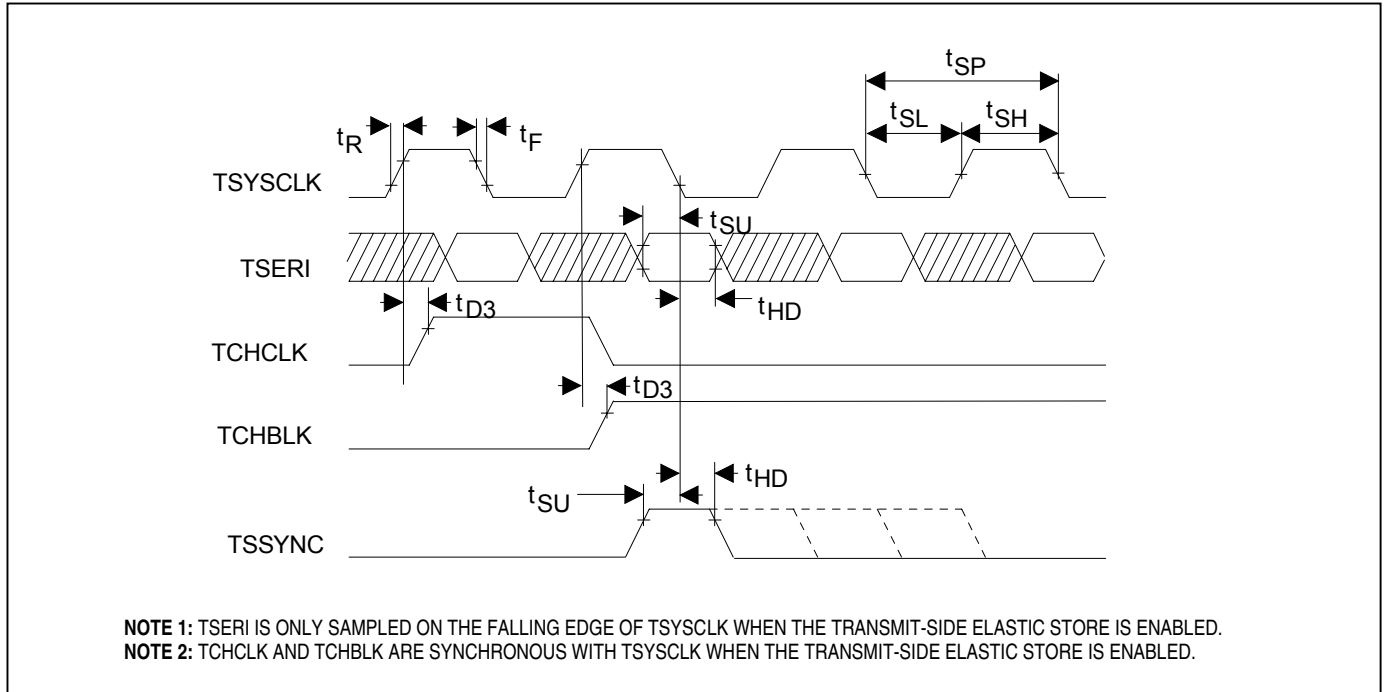 tSP
tSL
tSH
tR
tF
TSYSCLK
tSU
TSERI
tD3
tHD
TCHCLK
tD3
TCHBLK
tHD
tSU
TSSYNC
NOTE 1: TSERI IS ONLY SAMPLED ON THE FALLING EDGE OF TSYSCLK WHEN THE TRANSMIT-SIDE ELASTIC STORE IS ENABLED.
NOTE 2: TCHCLK AND TCHBLK ARE SYNCHRONOUS WITH TSYSCLK WHEN THE TRANSMIT-SIDE ELASTIC STORE IS ENABLED.